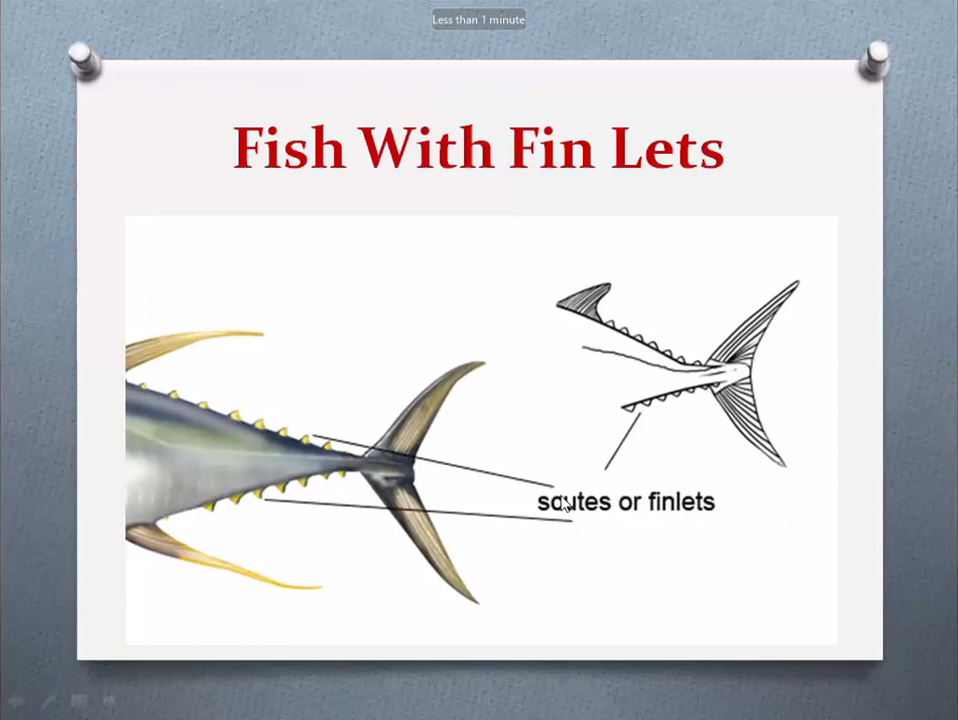 Less than 1 minute
Fish With Fin Lets
scutes or finlets